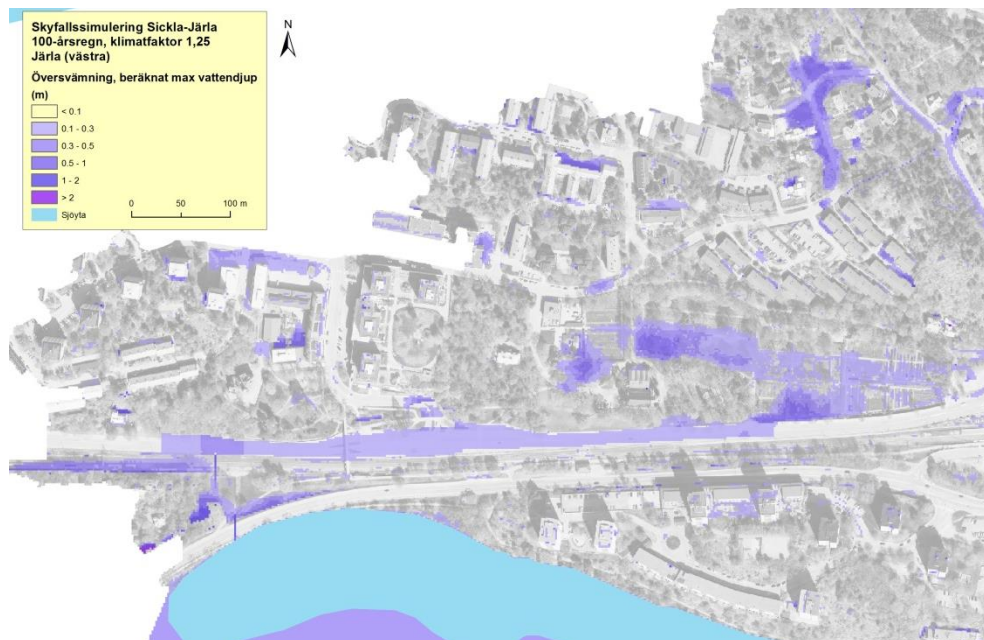 Skyfallssimulering Sickla-Järla
100-årsregn, klimatfaktor 1,25
Järla (västra)
Översvämning, beräknat max vattendjup
(m)
< 0.1
0.1 - 0.3
0.3 - 0.5
0.5 - 1
1 - 2
> 2
Sjöyta
0 50 100 m
N